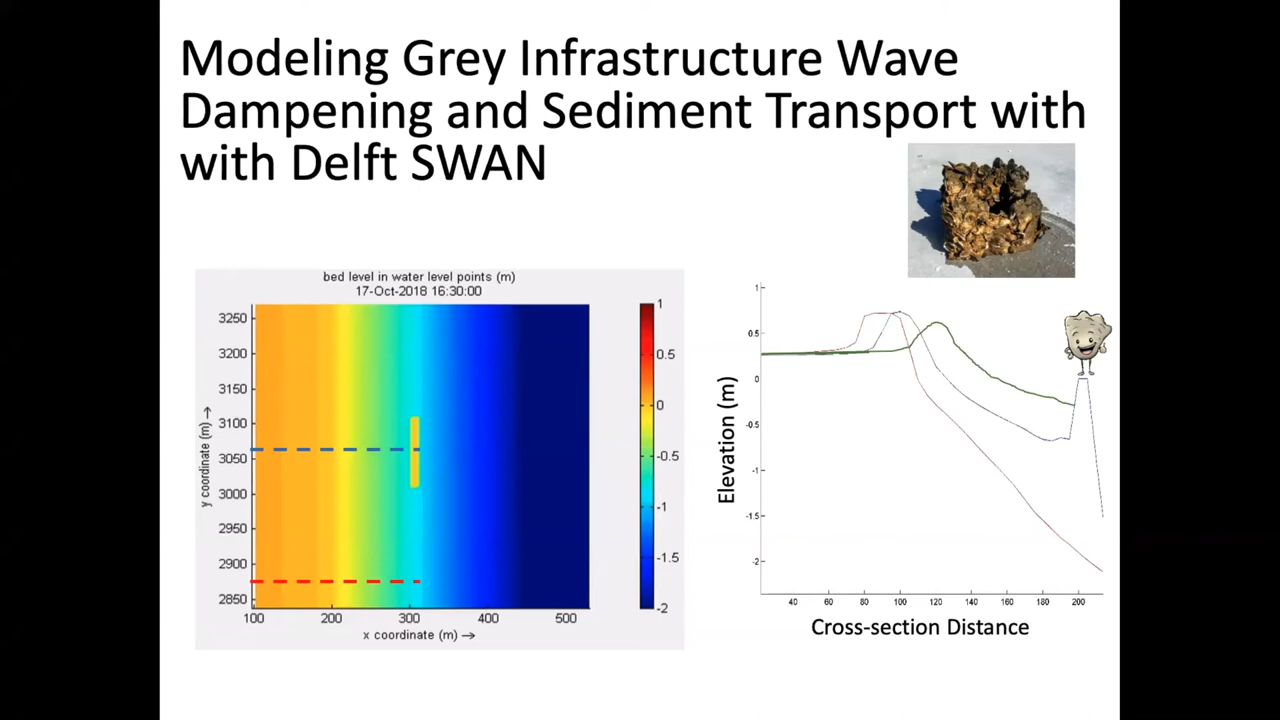 Modeling Grey Infrastructure Wave
Dampening and Sediment Transport with
with Delft SWAN
bed level in water level points (m)
17-Oct-2018 16:30:00
3250
3200
3150
3100
3050
3000
2950
2900
2850
y coordinate (m) →
100 200 300 400 500
x coordinate (m) →
1
0.5
0
-0.5
-1
-1.5
-2
1
0.5
0
-0.5
-1
-1.5
-2
Elevation (m)
40 60 80 100 120 140 160 180 200
Cross-section Distance